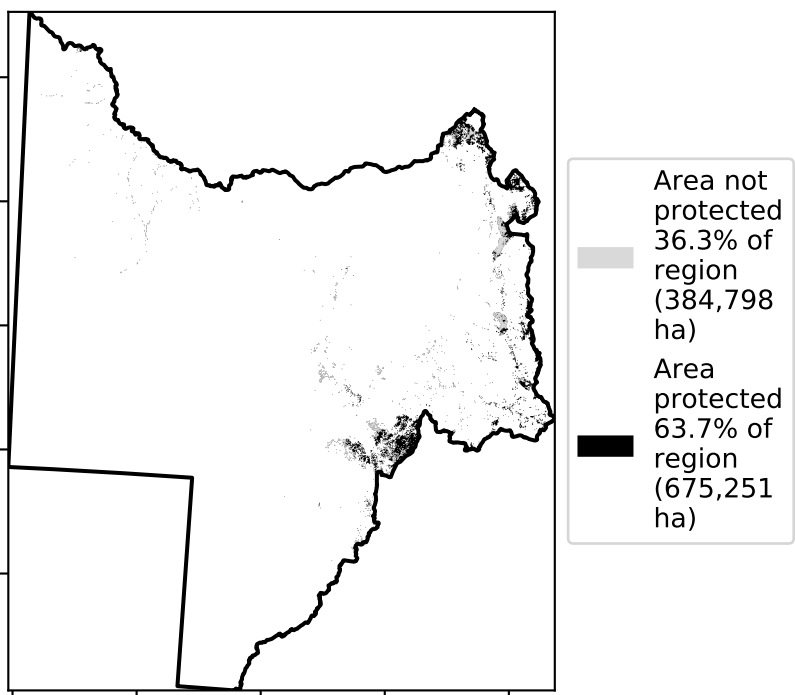 Area not
protected
36.3% of
region
(384,798
ha)
Area
protected
63.7% of
region
(675,251
ha)